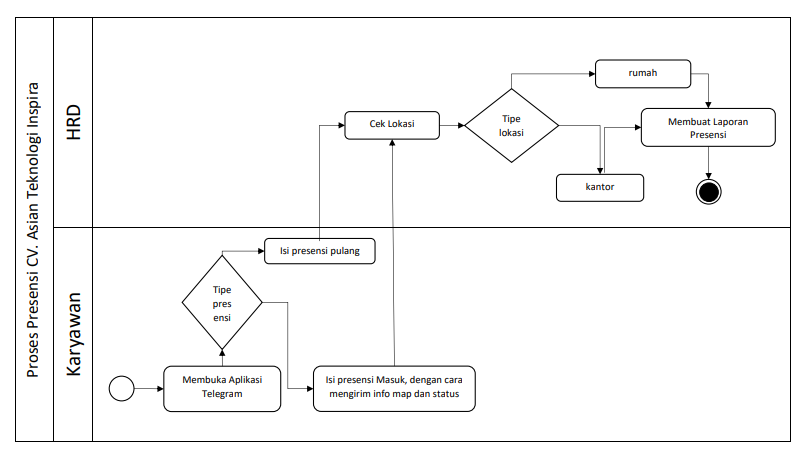 Proses Presensi CV. Asian Teknologi Inspira
HRD
rumah
Cek Lokasi
Tipe
lokasi
Membuat Laporan
Presensi
kantor
Karyawan
Isi presensi pulang
Tipe
pres
ensi
Membuka Aplikasi
Telegram
Isi presensi Masuk, dengan cara
mengirim info map dan status